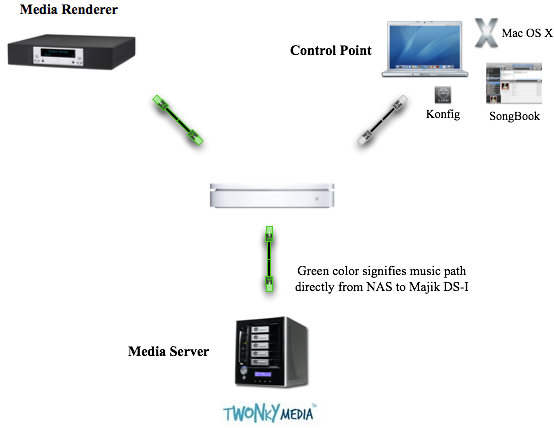 Media Renderer
Control Point
Mac OS X
Konfig
SongBook
Green color signifies music path
directly from NAS to Majik DS-I
Media Server
TWONKY MEDIA™